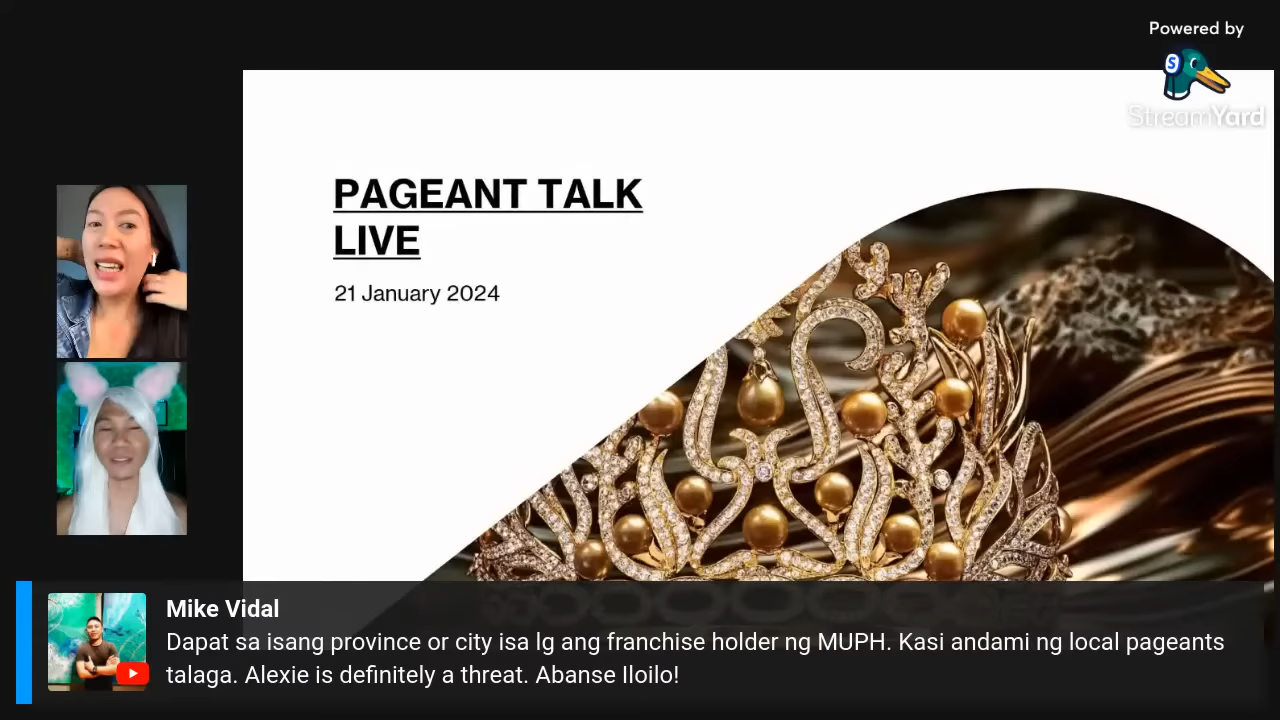 Powered by
StreamYard
PAGEANT TALK
LIVE
21 January 2024
Mike Vidal
Dapat sa isang province or city isa lg ang franchise holder ng MUPH. Kasi andami ng local pageants
talaga. Alexie is definitely a threat. Abanse Iloilo!